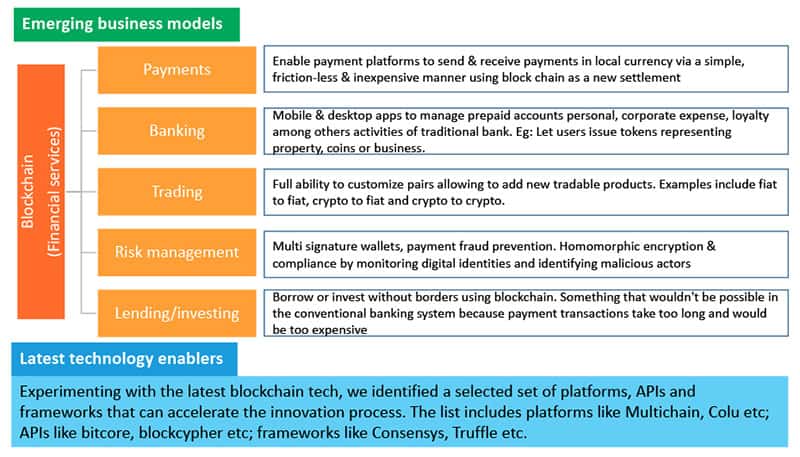 Emerging business models
Blockchain
(Financial services)
Payments
Enable payment platforms to send & receive payments in local currency via a simple,
friction-less & inexpensive manner using block chain as a new settlement
Banking
Mobile & desktop apps to manage prepaid accounts personal, corporate expense, loyalty
among others activities of traditional bank. Eg: Let users issue tokens representing
property, coins or business.
Trading
Full ability to customize pairs allowing to add new tradable products. Examples include fiat
to fiat, crypto to fiat and crypto to crypto.
Risk management
Multi signature wallets, payment fraud prevention. Homomorphic encryption &
compliance by monitoring digital identities and identifying malicious actors
Lending/investing
Borrow or invest without borders using blockchain. Something that wouldn't be possible in
the conventional banking system because payment transactions take too long and would
be too expensive
Latest technology enablers
Experimenting with the latest blockchain tech, we identified a selected set of platforms, APIs and
frameworks that can accelerate the innovation process. The list includes platforms like Multichain, Colu etc;
APIs like bitcore, blockcypher etc; frameworks like Consensys, Truffle etc.